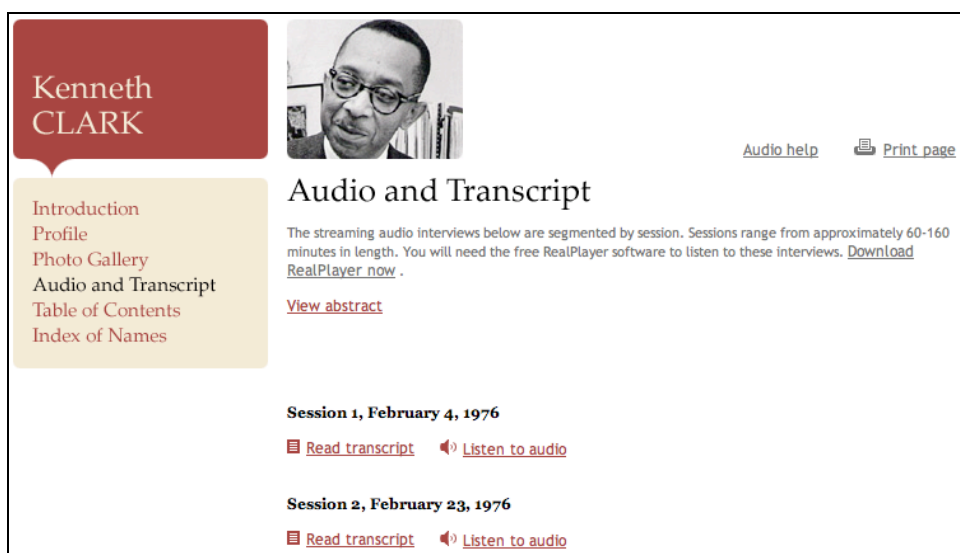 Kenneth
CLARK
Introduction
Profile
Photo Gallery
Audio and Transcript
Table of Contents
Index of Names
Audio help
Print page
Audio and Transcript
The streaming audio interviews below are segmented by session. Sessions range from approximately 60-160
minutes in length. You will need the free RealPlayer software to listen to these interviews. Download
RealPlayer now .
View abstract
Session 1, February 4, 1976
Read transcript
Listen to audio
Session 2, February 23, 1976
Read transcript
Listen to audio